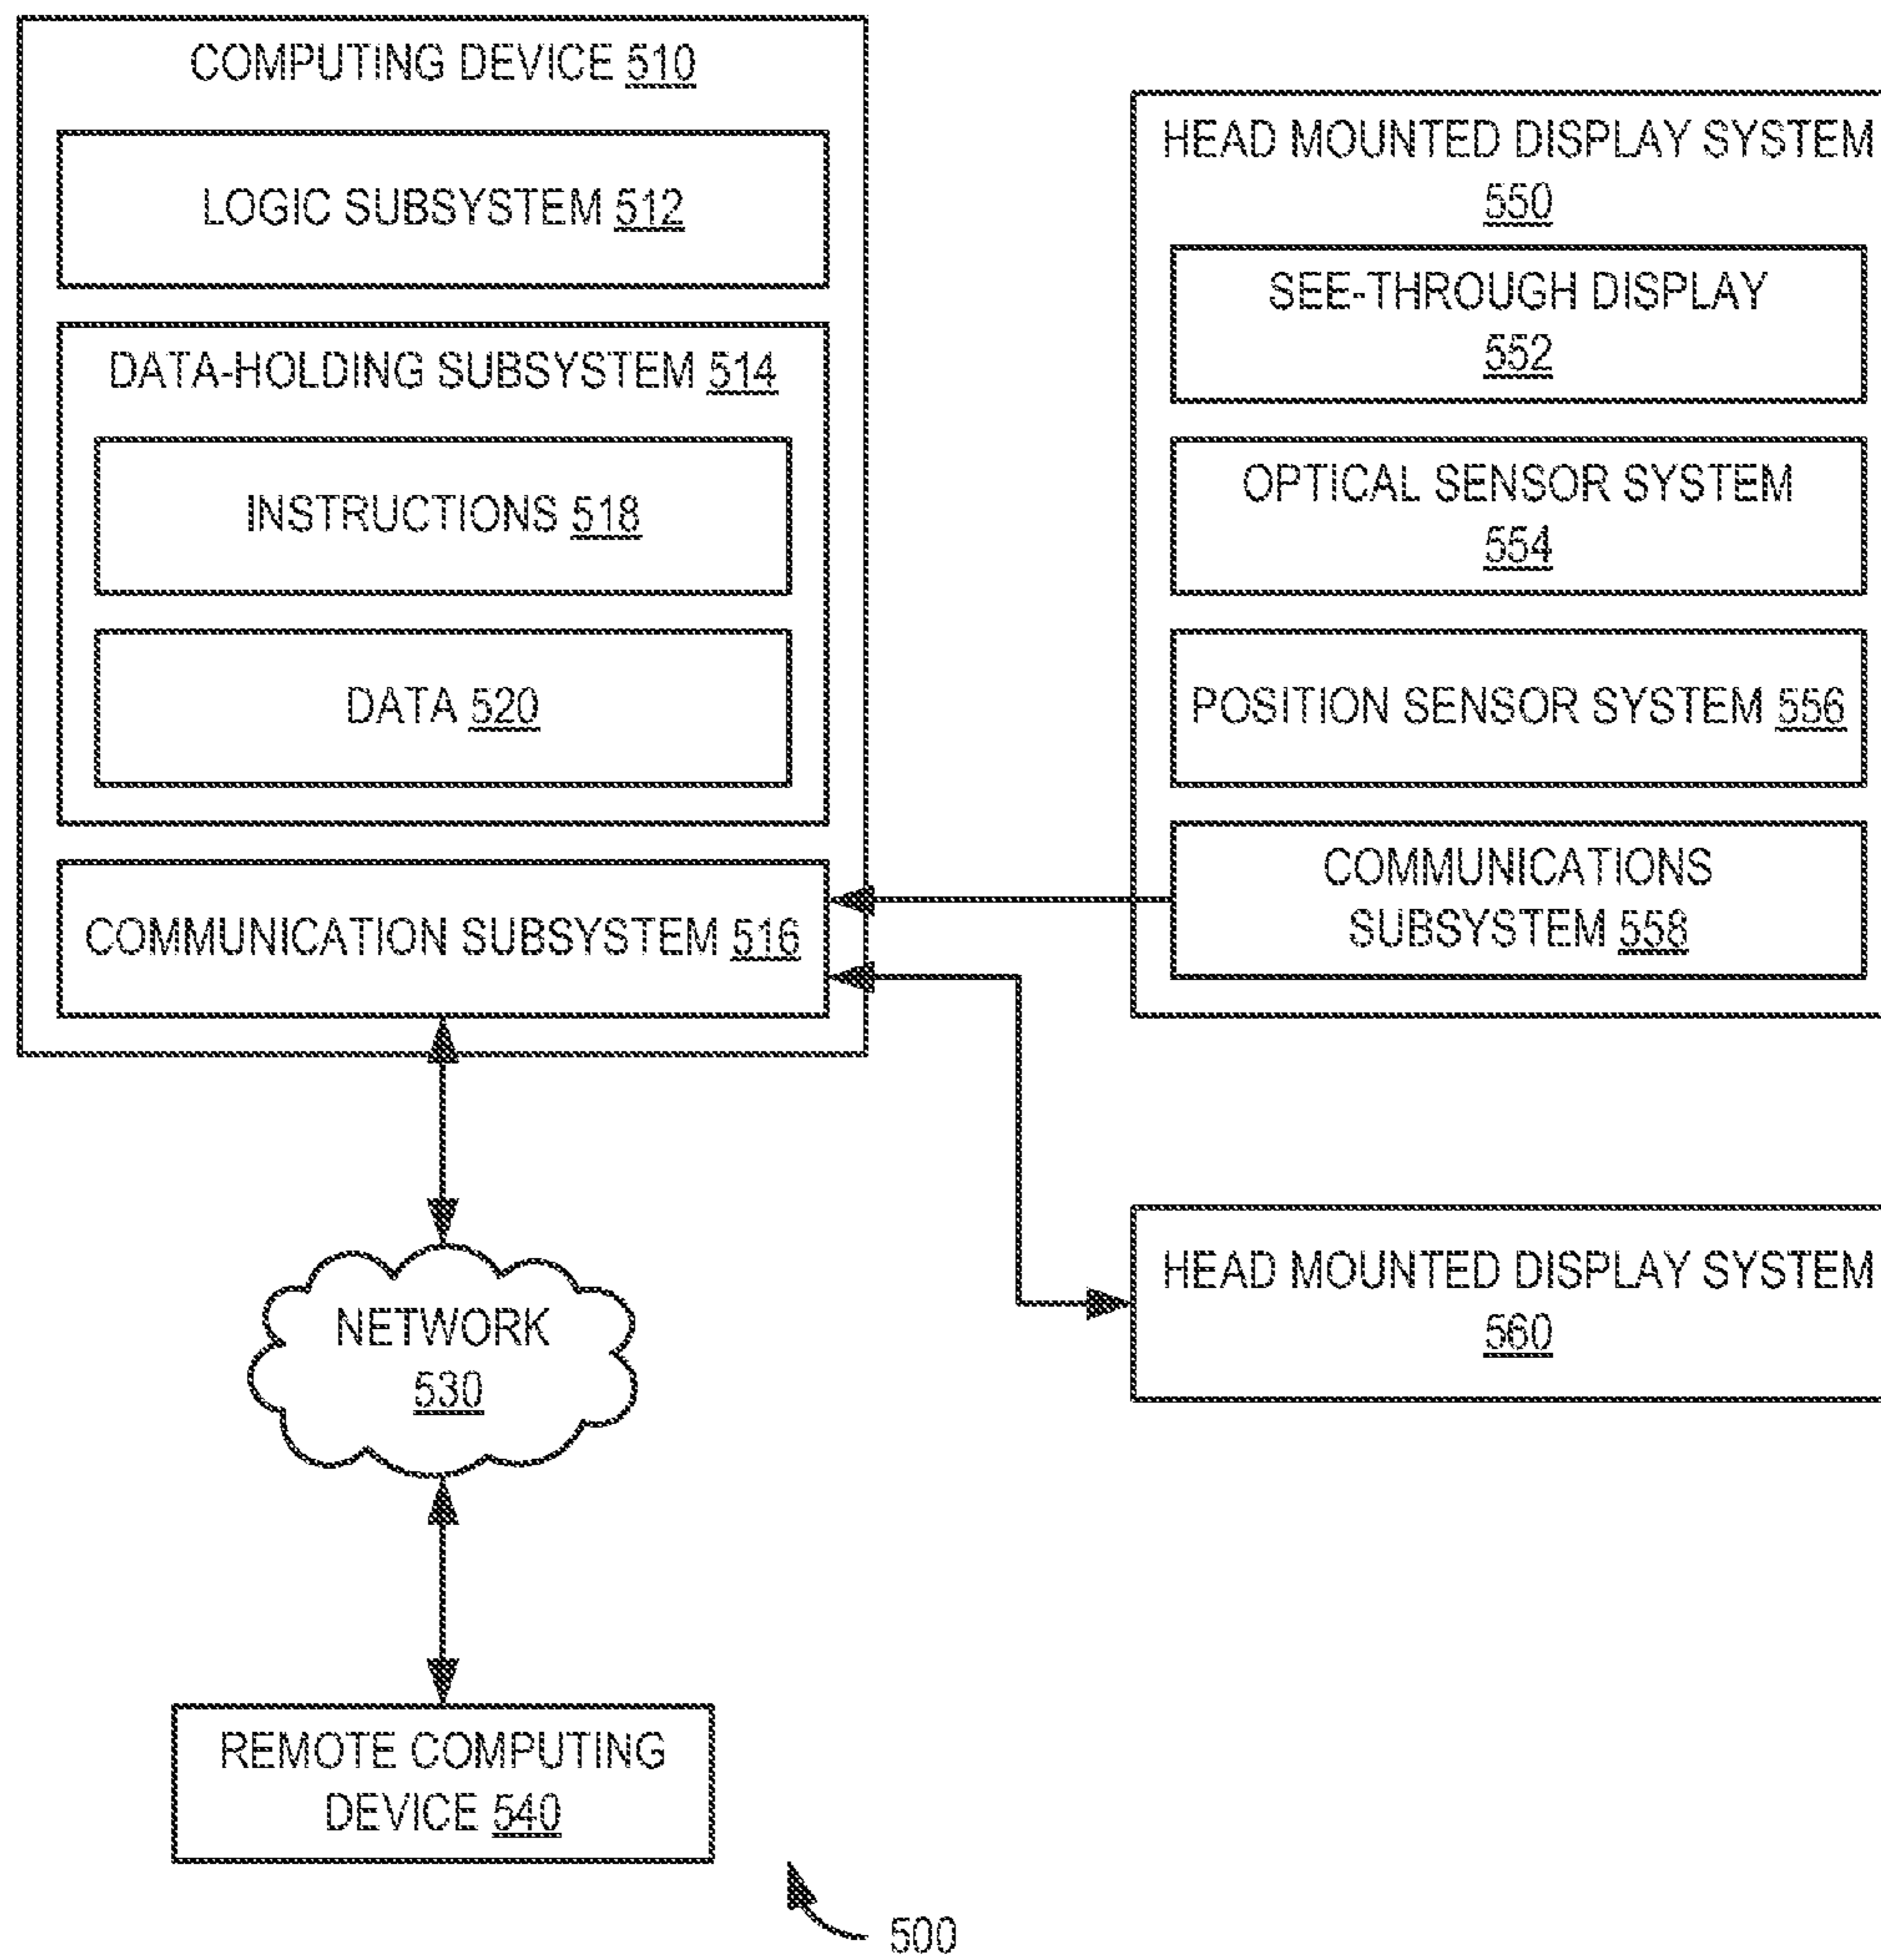 COMPUTING DEVICE 510
LOGIC SUBSYSTEM 512
DATA-HOLDING SUBSYSTEM 514
INSTRUCTIONS 518
DATA 520
COMMUNICATION SUBSYSTEM 516
HEAD MOUNTED DISPLAY SYSTEM
550
SEE-THROUGH DISPLAY
552
OPTICAL SENSOR SYSTEM
554
POSITION SENSOR SYSTEM 556
COMMUNICATIONS
SUBSYSTEM 558
HEAD MOUNTED DISPLAY SYSTEM
560
NETWORK
530
REMOTE COMPUTING
DEVICE 540
500